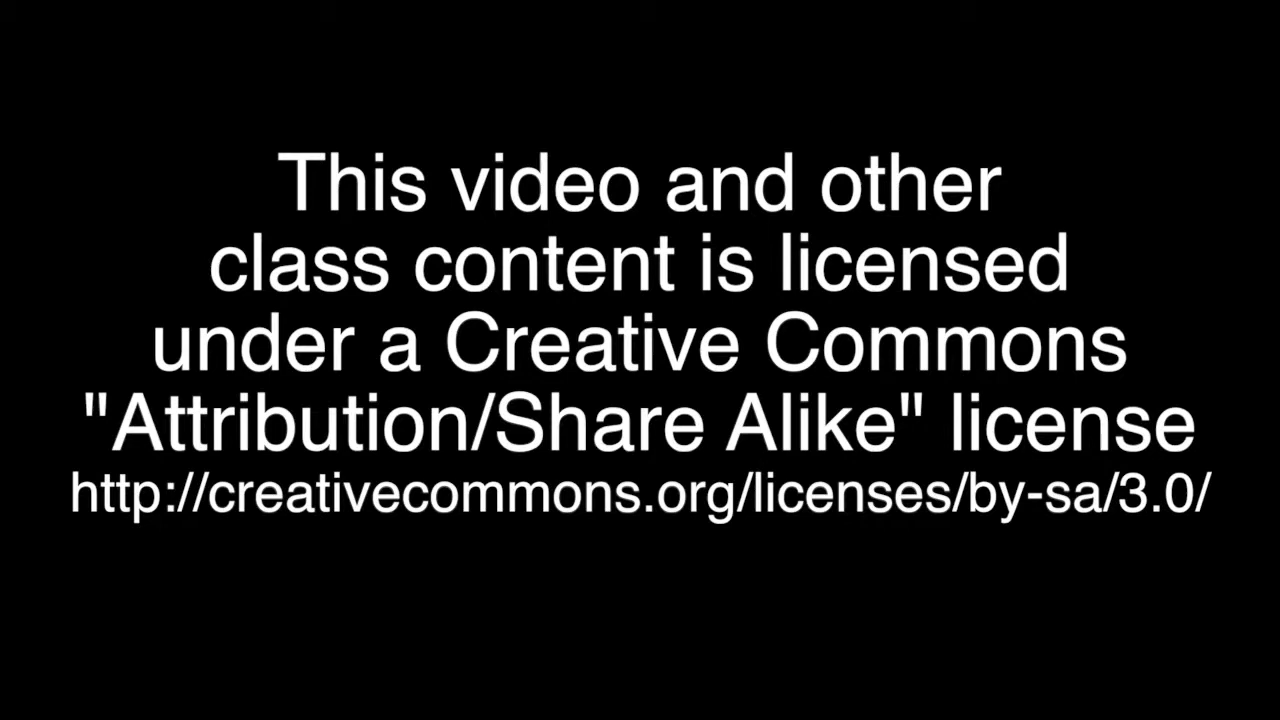 This video and other
class content is licensed
under a Creative Commons
"Attribution/Share Alike" license
http://creativecommons.org/licenses/by-sa/3.0/